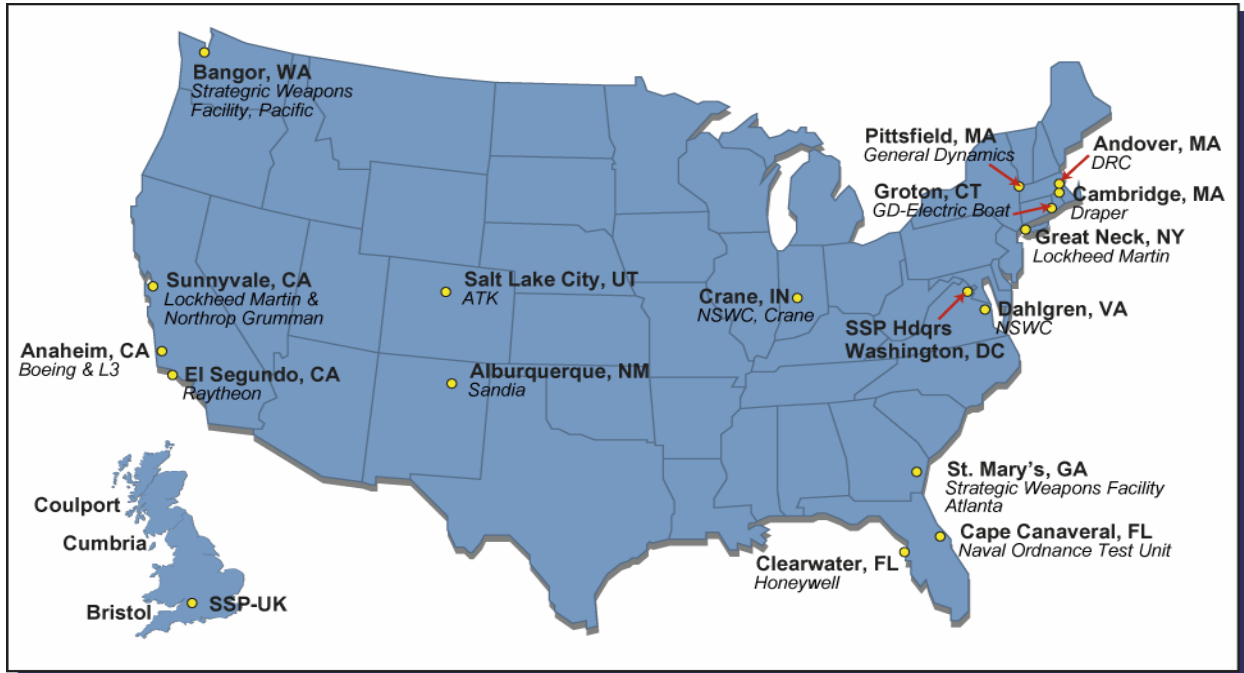 Bangor, WA
Strategric Weapons
Facility, Pacific
Pittsfield, MA
General Dynamics
Andover, MA
DRC
Groton, CT
GD-Electric Boat
Cambridge, MA
Draper
Great Neck, NY
Lockheed Martin
Sunnyvale, CA
Lockheed Martin &
Northrop Grumman
Salt Lake City, UT
ATK
Crane, IN
NSWC, Crane
SSP Hdqrs
Washington, DC
Dahlgren, VA
NSWC
Anaheim, CA
Boeing & L3
El Segundo, CA
Raytheon
Alburquerque, NM
Sandia
St. Mary's, GA
Strategic Weapons Facility
Atlanta
Cape Canaveral, FL
Naval Ordnance Test Unit
Clearwater, FL
Honeywell
Coulport
Cumbria
Bristol
SSP-UK